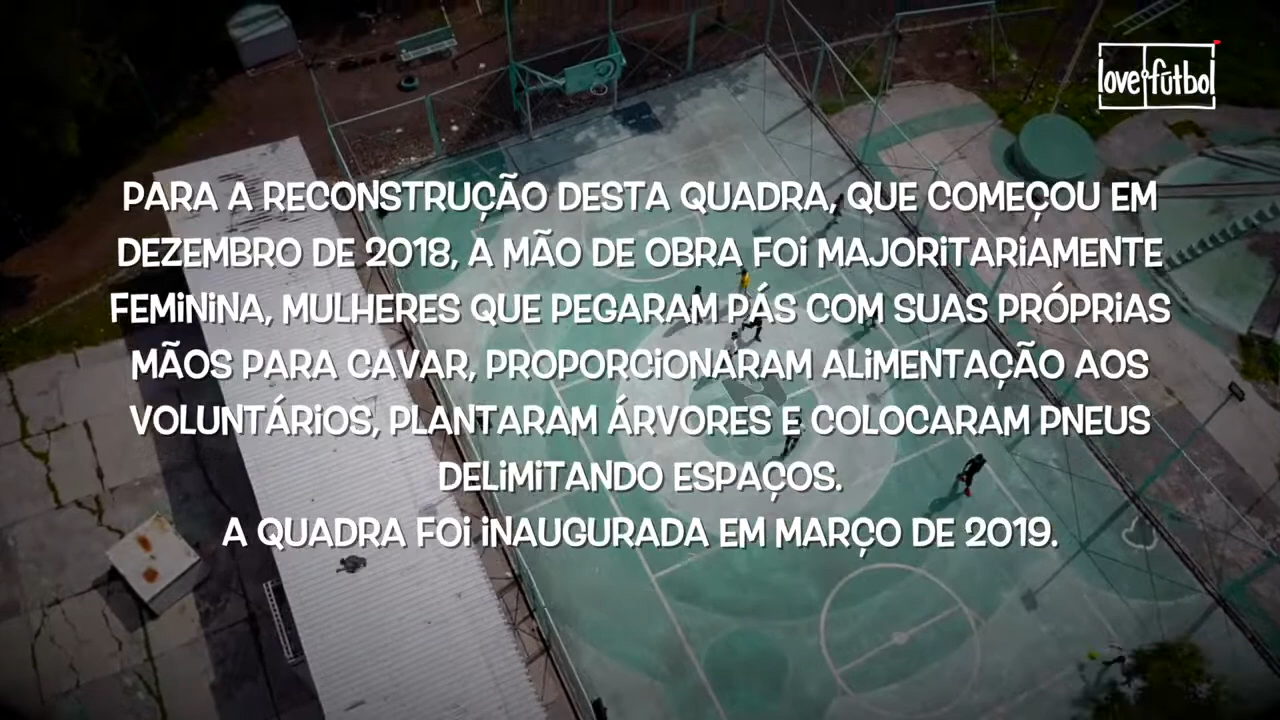 love fútbol
PARA A RECONSTRUÇÃO DESTA QUADRA, QUE COMEÇOU EM
DEZEMBRO DE 2018, A MÃO DE OBRA FOi MAJORiTARiAMENTE
FEMiNiNA, MULHERES QUE PEGARAM PÁS COM SUAS PRÓPRiAS
MÃOS PARA CAVAR, PROPORCiONARAM ALiMENTAÇÃO AOS
VOLUNTÁRiOS, PLANTARAM ÁRVORES E COLOCARAM PNEUS
DELiMiTANDO ESPAÇOS.
A QUADRA FOi iNAUGURADA EM MARÇO DE 2019.